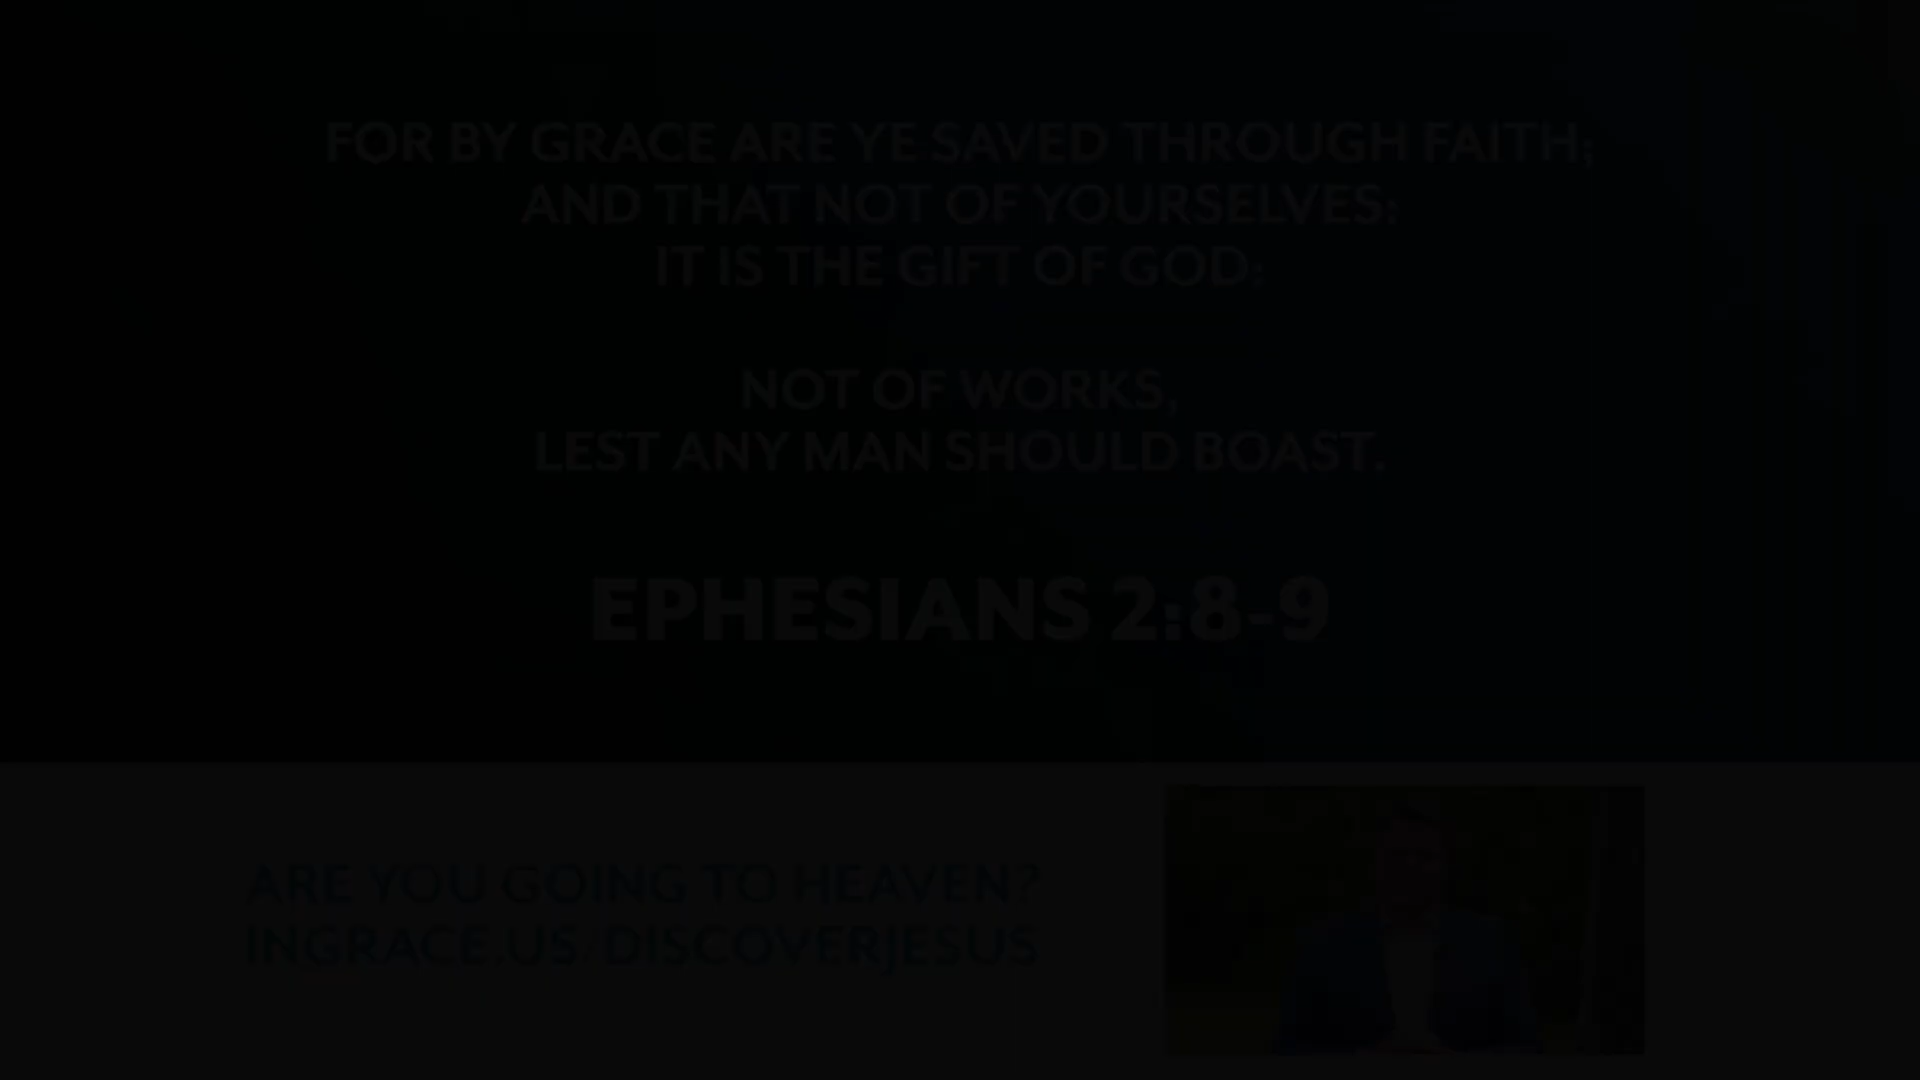 FOR BY GRACE ARE YE SAVED THROUGH FAITH;
AND THAT NOT OF YOURSELVES:
IT IS THE GIFT OF GOD:
NOT OF WORKS,
LEST ANY MAN SHOULD BOAST.
EPHESIANS 2:8-9
ARE YOU GOING TO HEAVEN?
INGRACE.US/DISCOVERJESUS